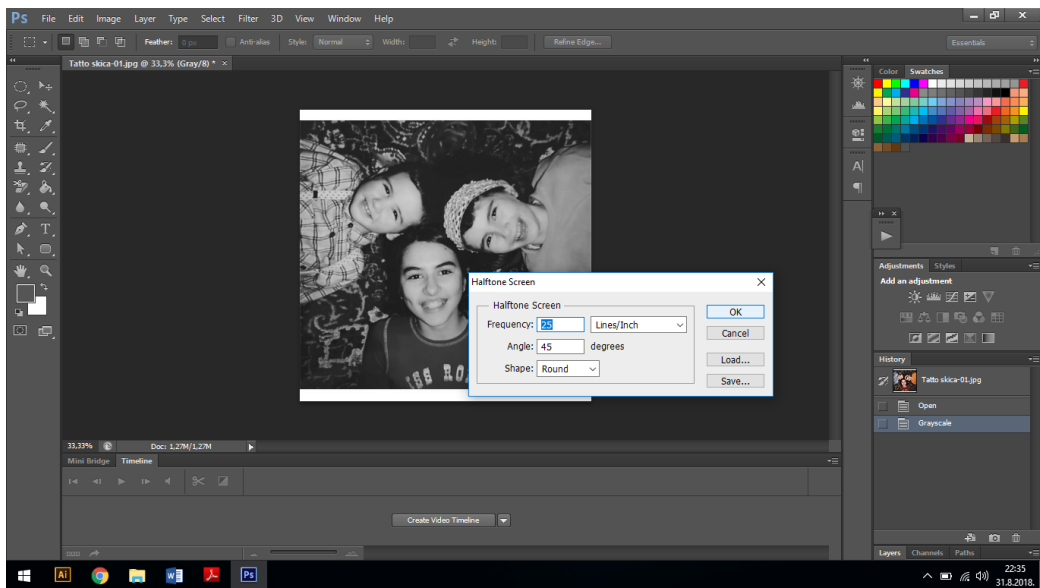 Ps File Edit Image Layer Type Select Filter 3D View Window Help
Feather: 0 px Anti-alias Style: Normal Width: Height: Refine Edge... Essentials
Tatto skica-01.jpg @ 33,3% (Gray/8) * ×
Color Swatches
Halftone Screen
Halftone Screen
Frequency: 25 Lines/Inch
Angle: 45 degrees
Shape: Round
OK
Cancel
Load...
Save...
Adjustments Styles
Add an adjustment
History
Tatto skica-01.jpg
Open
Grayscale
33,33% Doc: 1,27M/1,27M
Mini Bridge Timeline
Create Video Timeline
Layers Channels Paths
Ai Ps
22:35
31.8.2018.